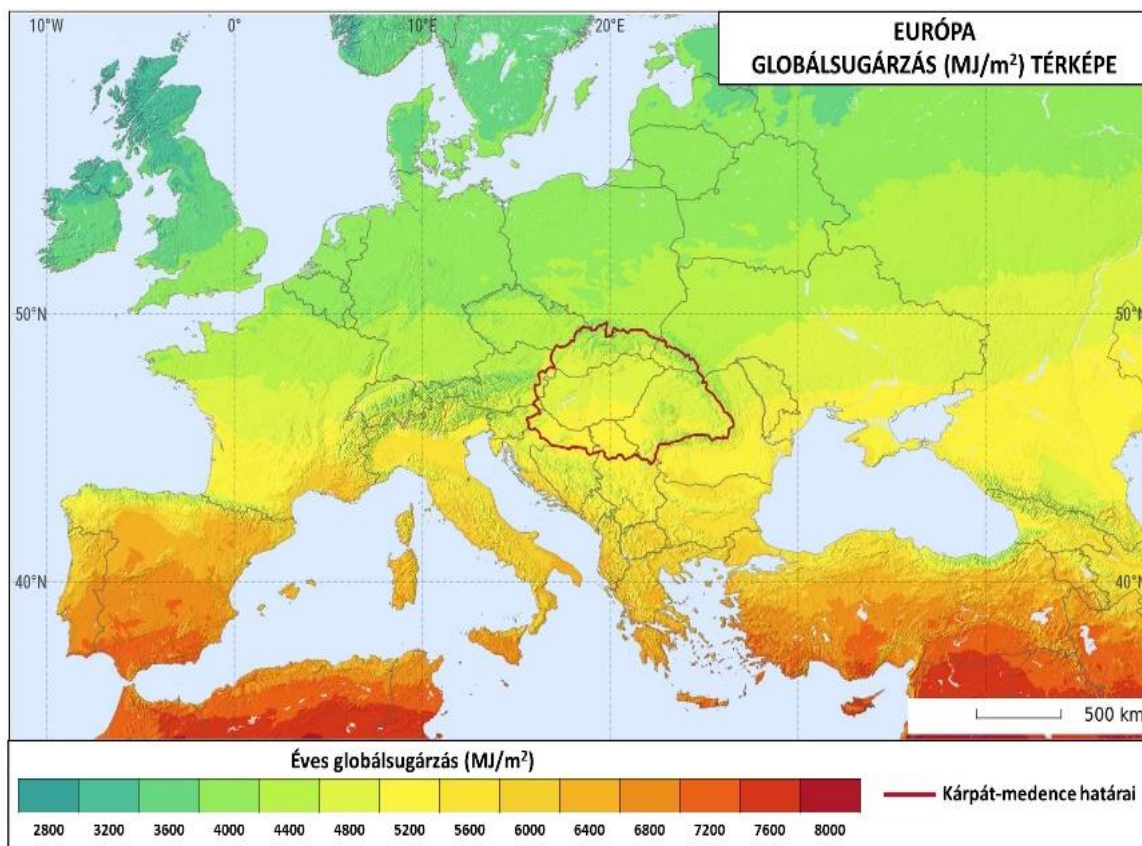 EURÓPA
GLOBÁLSUGÁRZÁS (MJ/m²) TÉRKÉPE
10°W 0° 10°E 20°E
50°N 50°N
40°N 40°N
500 km
Éves globálsugárzás (MJ/m²)
2800 3200 3600 4000 4400 4800 5200 5600 6000 6400 6800 7200 7600 8000
Kárpát-medence határai